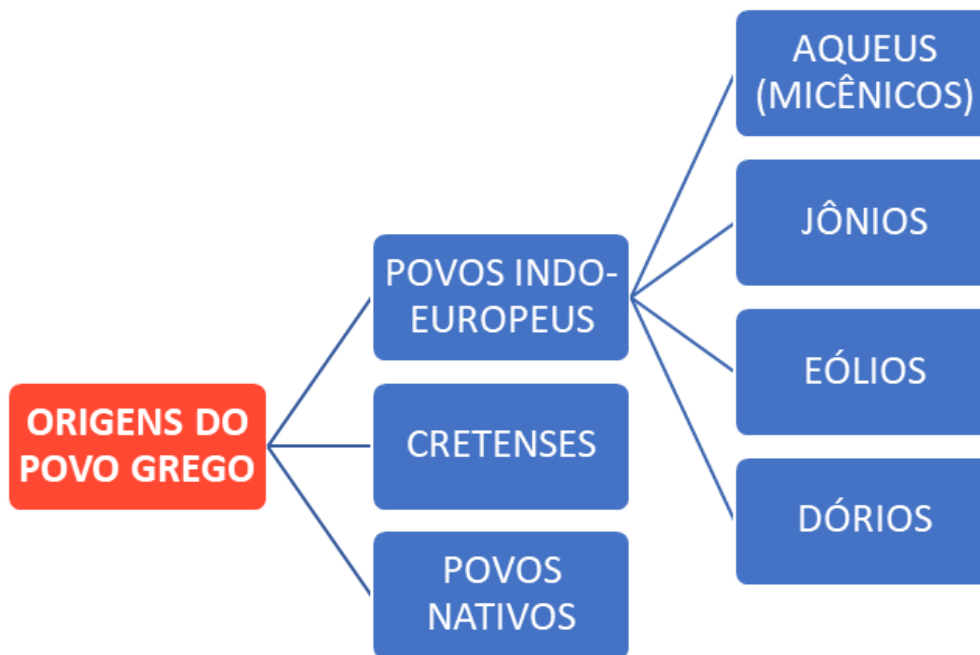 ORIGENS DO
POVO GREGO
POVOS INDO-
EUROPEUS
CRETENSES
POVOS
NATIVOS
AQUEUS
(MICÊNICOS)
JÔNIOS
EÓLIOS
DÓRIOS